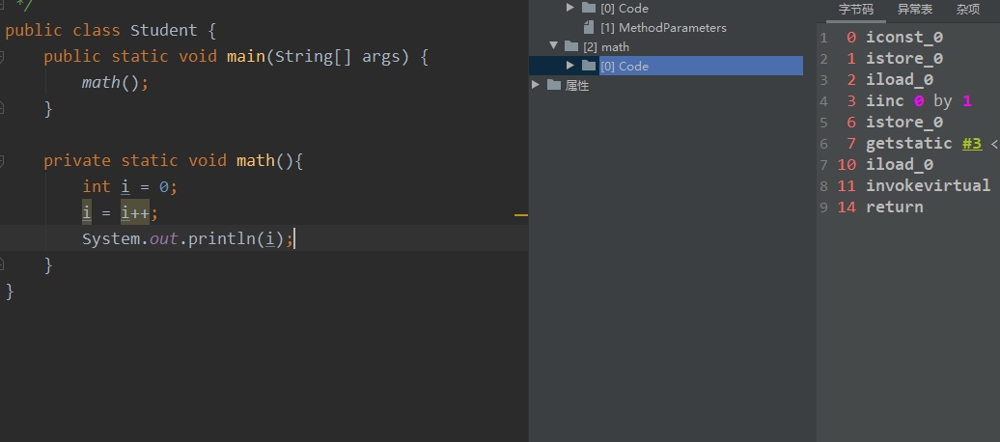 */
public class Student {
    public static void main(String[] args) {
        math();
    }
    private static void math(){
        int i = 0;
        i = i++;
        System.out.println(i);
    }
}
[0] Code
[1] MethodParameters
[2] math
[0] Code
属性
字节码 异常表 杂项
1 0 iconst_0
2 1 istore_0
3 2 iload_0
4 3 iinc 0 by 1
5 6 istore_0
6 7 getstatic #3 <
7 10 iload_0
8 11 invokevirtual
9 14 return